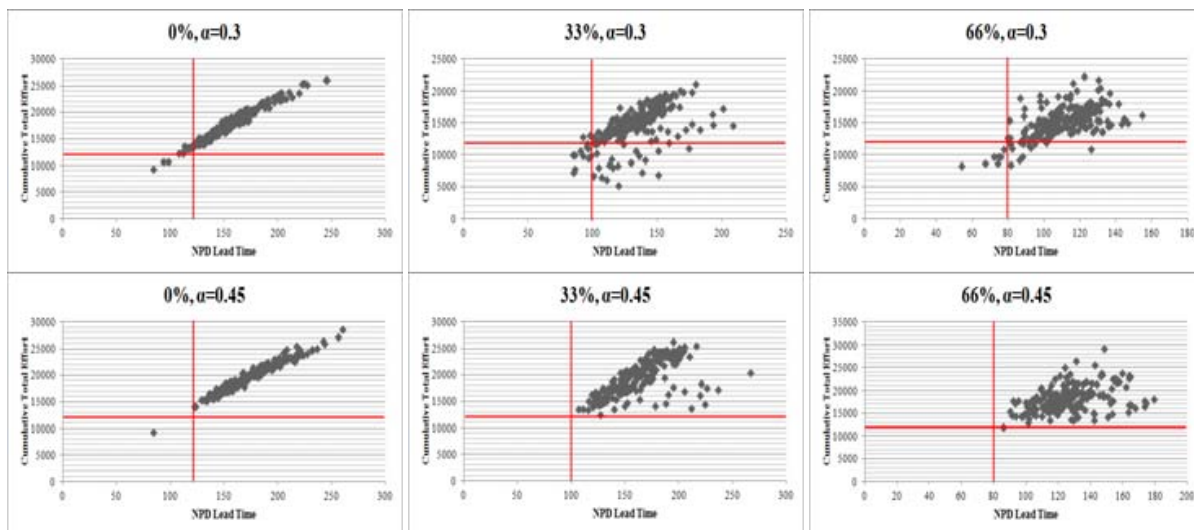 0%, α=0.3
Cumulative Total Effort
30000
25000
20000
15000
10000
5000
0
0 50 100 150 200 250 300
NPD Lead Time
33%, α=0.3
Cumulative Total Effort
25000
20000
15000
10000
5000
0
0 50 100 150 200 250
NPD Lead Time
66%, α=0.3
Cumulative Total Effort
25000
20000
15000
10000
5000
0
0 20 40 60 80 100 120 140 160 180
NPD Lead Time
0%, α=0.45
Cumulative Total Effort
30000
25000
20000
15000
10000
5000
0
0 50 100 150 200 250 300
NPD Lead Time
33%, α=0.45
Cumulative Total Effort
30000
25000
20000
15000
10000
5000
0
0 50 100 150 200 250 300
NPD Lead Time
66%, α=0.45
Cumulative Total Effort
35000
30000
25000
20000
15000
10000
5000
0
0 20 40 60 80 100 120 140 160 180 200
NPD Lead Time